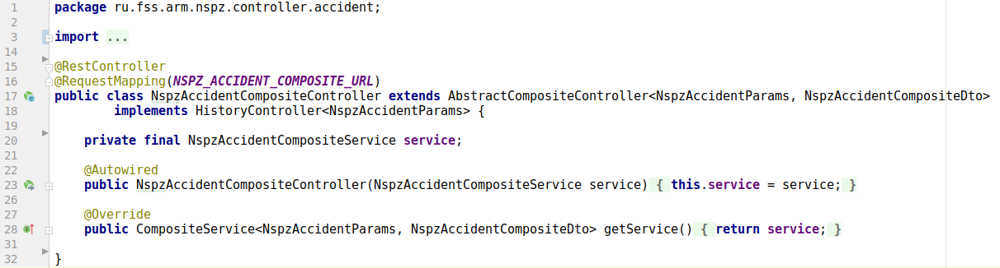 1 package ru.fss.arm.nspz.controller.accident;
2
3 import ...
14
15 @RestController
16 @RequestMapping(NSPZ_ACCIDENT_COMPOSITE_URL)
17 public class NspzAccidentCompositeController extends AbstractCompositeController<NspzAccidentParams, NspzAccidentCompositeDto>
18 implements HistoryController<NspzAccidentParams> {
19
20 private final NspzAccidentCompositeService service;
21
22 @Autowired
23 public NspzAccidentCompositeController(NspzAccidentCompositeService service) { this.service = service; }
26
27 @Override
28 public CompositeService<NspzAccidentParams, NspzAccidentCompositeDto> getService() { return service; }
31
32 }